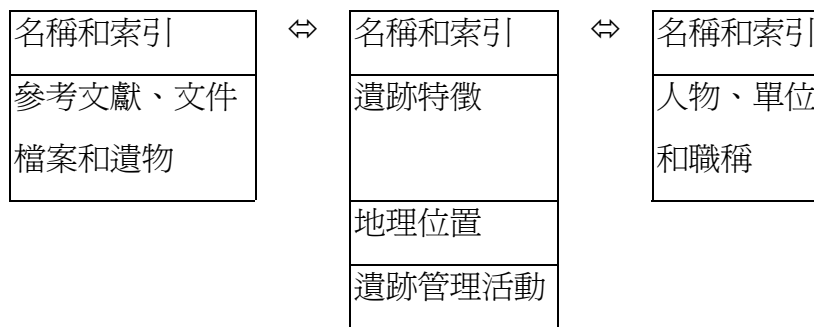 名稱和索引 ⇔ 名稱和索引 ⇔ 名稱和索引
參考文獻、文件
檔案和遺物
遺跡特徵
人物、單位
和職稱
地理位置
遺跡管理活動